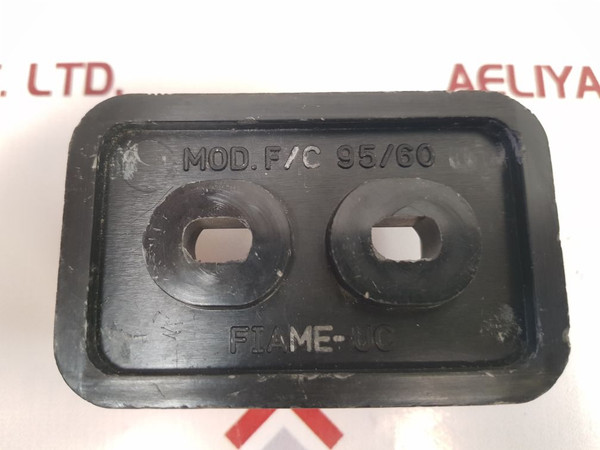 LTD. AELIYA
MOD. F/C 95/60
FIAME-UC